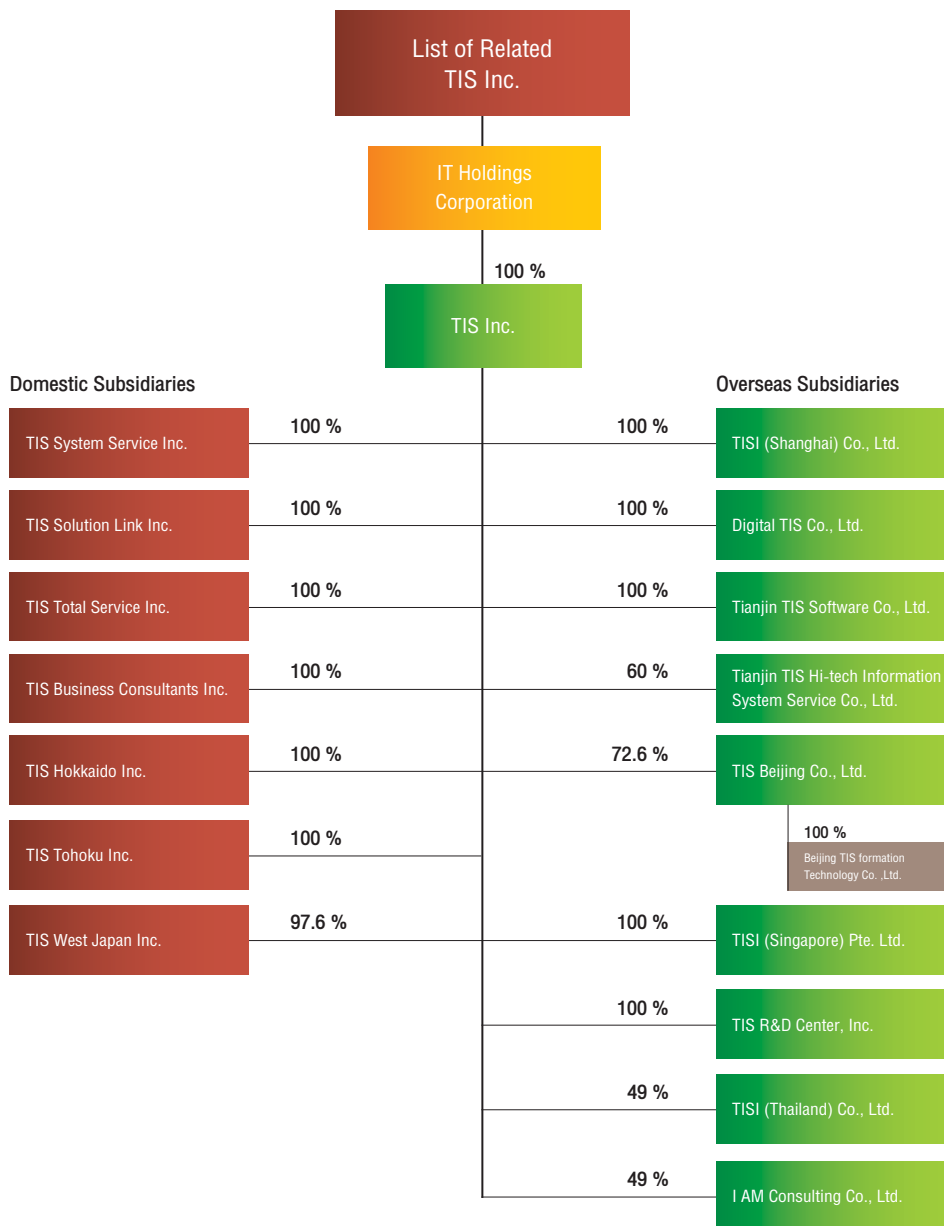 List of Related
TIS Inc.
IT Holdings
Corporation
100 %
TIS Inc.
Domestic Subsidiaries
Overseas Subsidiaries
TIS System Service Inc.
100 %
100 %
TISI (Shanghai) Co., Ltd.
TIS Solution Link Inc.
100 %
100 %
Digital TIS Co., Ltd.
TIS Total Service Inc.
100 %
100 %
Tianjin TIS Software Co., Ltd.
TIS Business Consultants Inc.
100 %
60 %
Tianjin TIS Hi-tech Information
System Service Co., Ltd.
TIS Hokkaido Inc.
100 %
72.6 %
TIS Beijing Co., Ltd.
100 %
Beijing TIS formation
Technology Co. ,Ltd.
TIS Tohoku Inc.
100 %
TIS West Japan Inc.
97.6 %
100 %
TISI (Singapore) Pte. Ltd.
100 %
TIS R&D Center, Inc.
49 %
TISI (Thailand) Co., Ltd.
49 %
I AM Consulting Co., Ltd.